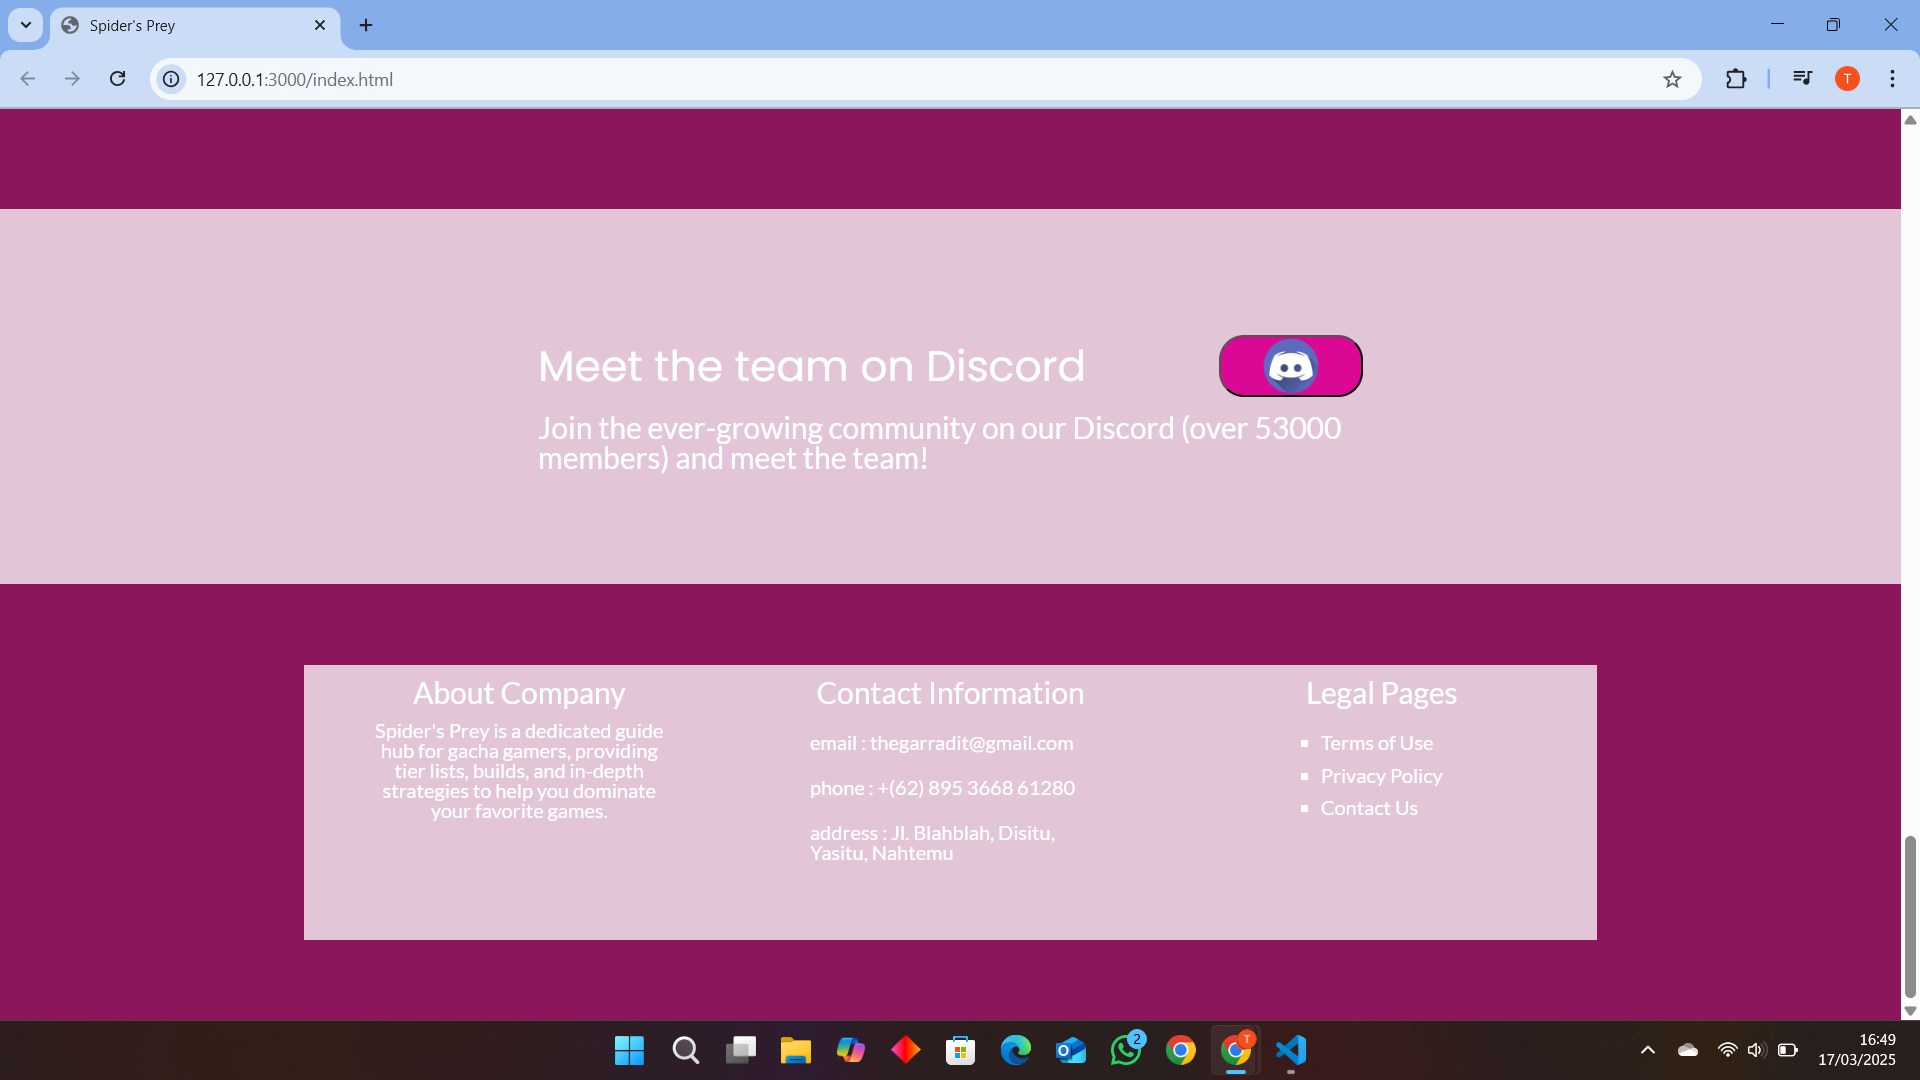 Spider's Prey
127.0.0.1:3000/index.html
T
Meet the team on Discord
Join the ever-growing community on our Discord (over 53000
members) and meet the team!
About Company
Spider's Prey is a dedicated guide
hub for gacha gamers, providing
tier lists, builds, and in-depth
strategies to help you dominate
your favorite games.
Contact Information
email : thegarradit@gmail.com
phone : +(62) 895 3668 61280
address : Jl. Blahblah, Disitu,
Yasitu, Nahtemu
Legal Pages
Terms of Use
Privacy Policy
Contact Us
2
T
16:49
17/03/2025